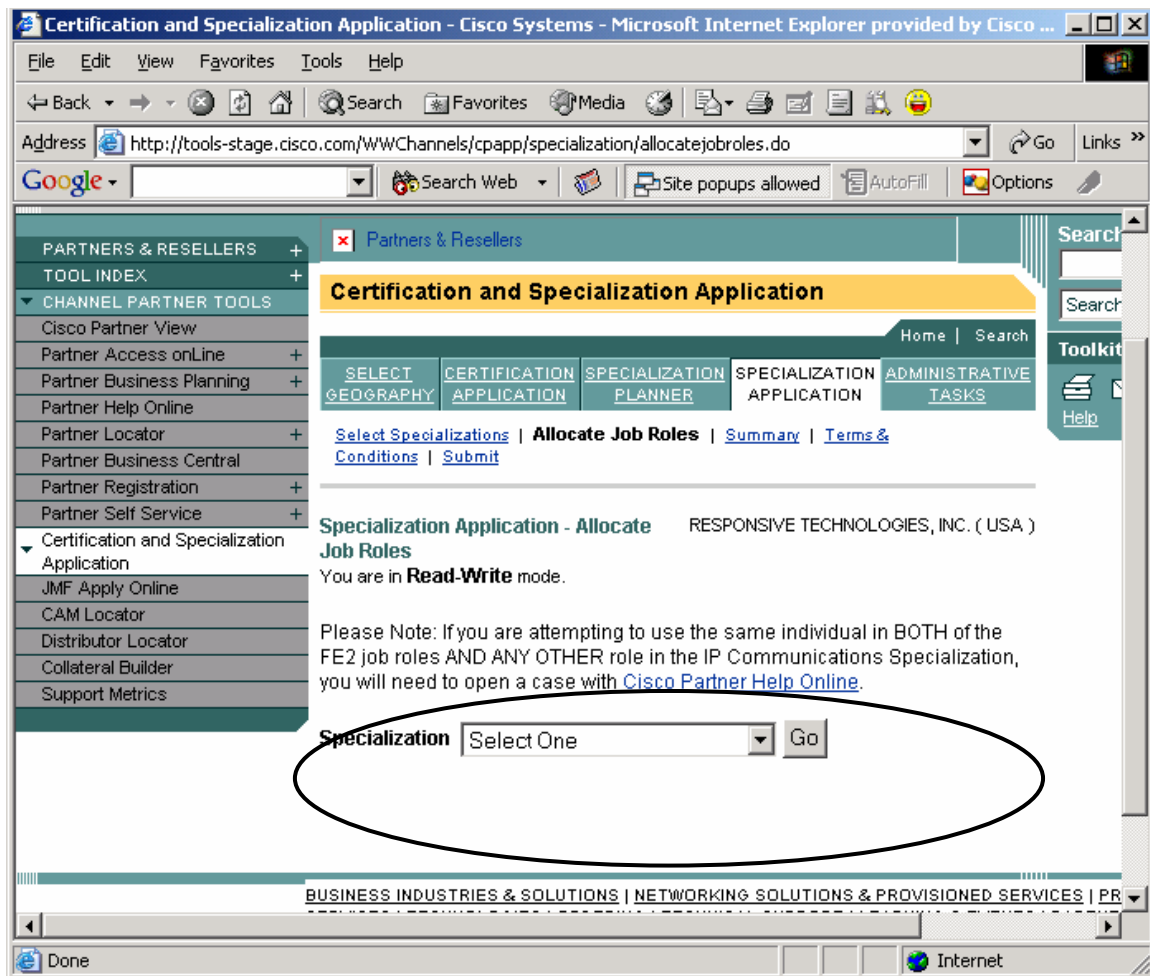 Certification and Specialization Application - Cisco Systems - Microsoft Internet Explorer provided by Cisco ...
File Edit View Favorites Tools Help
Back Search Favorites Media
Address http://tools-stage.cisco.com/WWChannels/cpapp/specialization/allocatejobroles.do Go Links »
Google Search Web Site popups allowed AutoFill Options
PARTNERS & RESELLERS +
TOOL INDEX +
CHANNEL PARTNER TOOLS
Cisco Partner View
Partner Access onLine +
Partner Business Planning +
Partner Help Online
Partner Locator +
Partner Business Central
Partner Registration +
Partner Self Service +
Certification and Specialization
Application
JMF Apply Online
CAM Locator
Distributor Locator
Collateral Builder
Support Metrics
Partners & Resellers
Certification and Specialization Application
Home | Search
SELECT GEOGRAPHY
CERTIFICATION APPLICATION
SPECIALIZATION PLANNER
SPECIALIZATION APPLICATION
ADMINISTRATIVE TASKS
Select Specializations | Allocate Job Roles | Summary | Terms &
Conditions | Submit
Specialization Application - Allocate
Job Roles
RESPONSIVE TECHNOLOGIES, INC. ( USA )
You are in Read-Write mode.
Please Note: If you are attempting to use the same individual in BOTH of the
FE2 job roles AND ANY OTHER role in the IP Communications Specialization,
you will need to open a case with Cisco Partner Help Online.
Specialization Select One Go
Search
Search
Toolkit
Help
BUSINESS INDUSTRIES & SOLUTIONS | NETWORKING SOLUTIONS & PROVISIONED SERVICES | PR
Done Internet